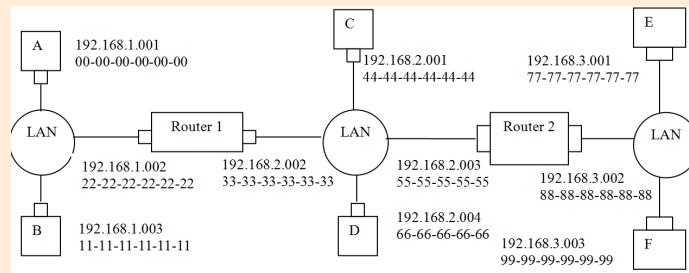 A
192.168.1.001
00-00-00-00-00-00
C
192.168.2.001
44-44-44-44-44-44
E
192.168.3.001
77-77-77-77-77-77
LAN
Router 1
LAN
Router 2
LAN
192.168.1.002
22-22-22-22-22-22
192.168.2.002
33-33-33-33-33-33
192.168.2.003
55-55-55-55-55
192.168.3.002
88-88-88-88-88-88
B
192.168.1.003
11-11-11-11-11-11
D
192.168.2.004
66-66-66-66-66
192.168.3.003
99-99-99-99-99-99
F